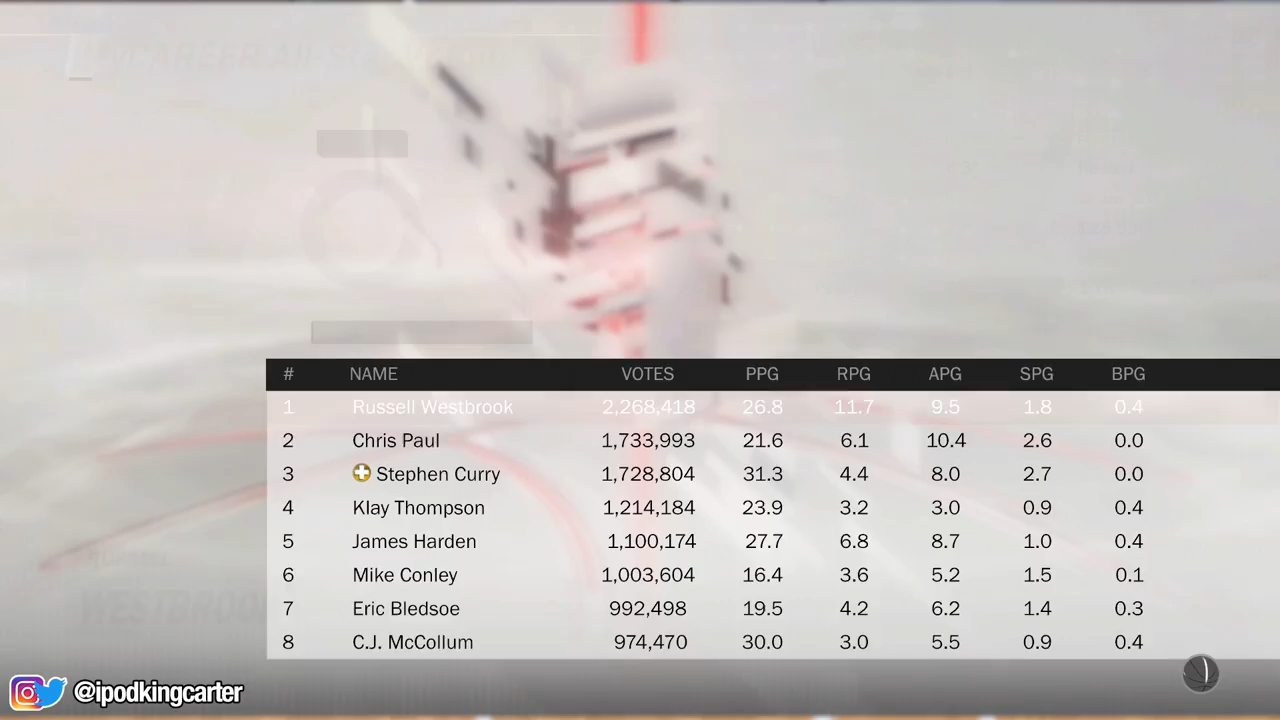 # NAME VOTES PPG RPG APG SPG BPG
1 Russell Westbrook 2,268,418 26.8 11.7 9.5 1.8 0.4
2 Chris Paul 1,733,993 21.6 6.1 10.4 2.6 0.0
3 Stephen Curry 1,728,804 31.3 4.4 8.0 2.7 0.0
4 Klay Thompson 1,214,184 23.9 3.2 3.0 0.9 0.4
5 James Harden 1,100,174 27.7 6.8 8.7 1.0 0.4
6 Mike Conley 1,003,604 16.4 3.6 5.2 1.5 0.1
7 Eric Bledsoe 992,498 19.5 4.2 6.2 1.4 0.3
8 C.J. McCollum 974,470 30.0 3.0 5.5 0.9 0.4
@ipodkingcarter